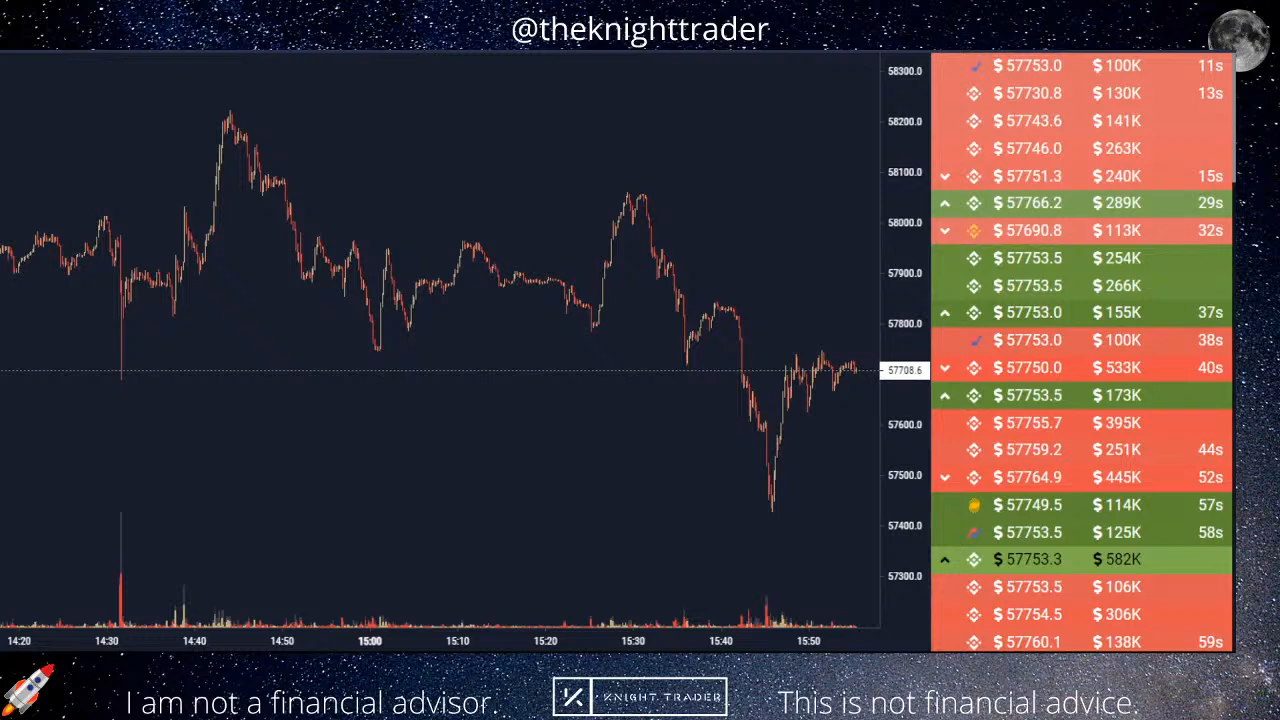 @theknighttrader
58300.0
58200.0
58100.0
58000.0
57900.0
57800.0
57708.6
57600.0
57500.0
57400.0
57300.0
14:20 14:30 14:40 14:50 15:00 15:10 15:20 15:30 15:40 15:50
$ 57753.0 $ 100K 11s
$ 57730.8 $ 130K 13s
$ 57743.6 $ 141K
$ 57746.0 $ 263K
$ 57751.3 $ 240K 15s
$ 57766.2 $ 289K 29s
$ 57690.8 $ 113K 32s
$ 57753.5 $ 254K
$ 57753.5 $ 266K
$ 57753.0 $ 155K 37s
$ 57753.0 $ 100K 38s
$ 57750.0 $ 533K 40s
$ 57753.5 $ 173K
$ 57755.7 $ 395K
$ 57759.2 $ 251K 44s
$ 57764.9 $ 445K 52s
$ 57749.5 $ 114K 57s
$ 57753.5 $ 125K 58s
$ 57753.3 $ 582K
$ 57753.5 $ 106K
$ 57754.5 $ 306K
$ 57760.1 $ 138K 59s
I am not a financial advisor.
KNIGHT TRADER
This is not financial advice.